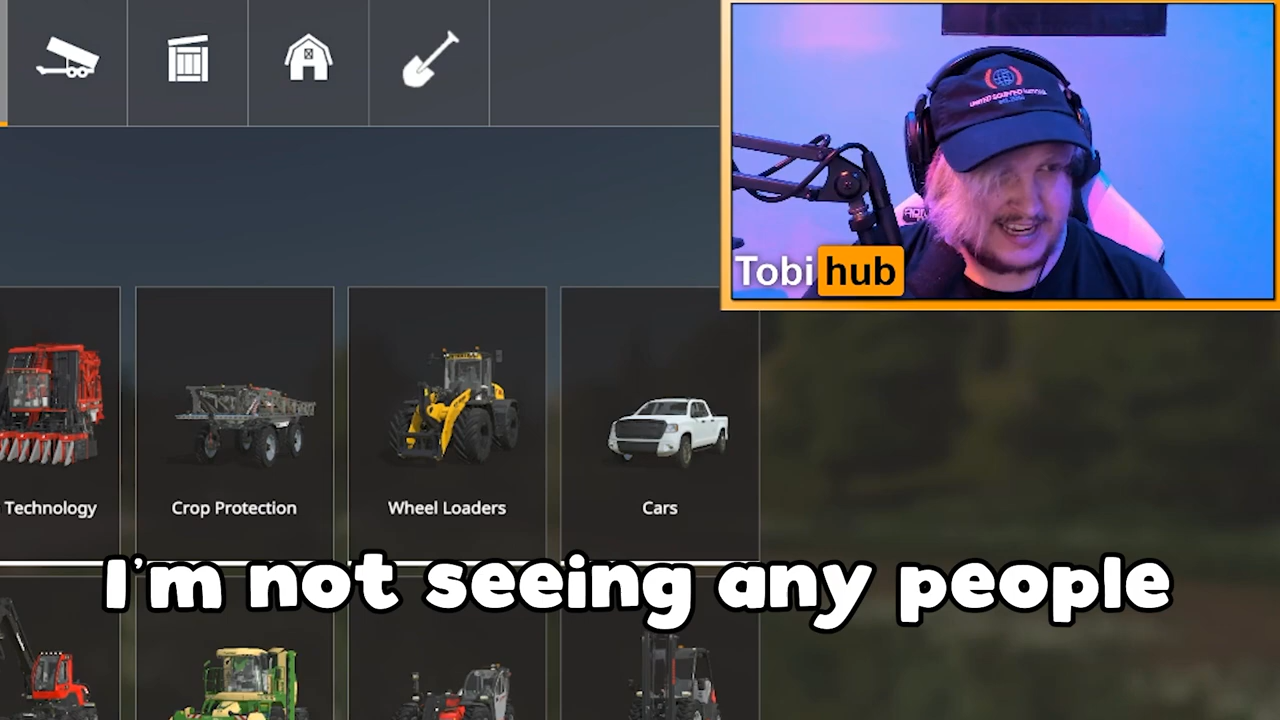 Tobi hub
Technology
Crop Protection
Wheel Loaders
Cars
I'm not seeing any people